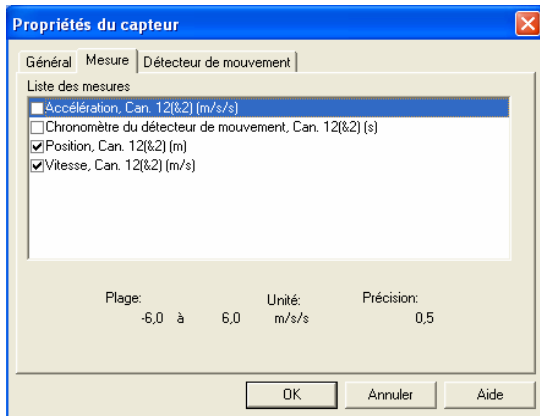 Propriétés du capteur
Général Mesure Détecteur de mouvement
Liste des mesures
Accélération, Can. 12(&2) (m/s/s)
Chronomètre du détecteur de mouvement, Can. 12(&2) (s)
Position, Can. 12(&2) (m)
Vitesse, Can. 12(&2) (m/s)
Plage: Unité: Précision:
-6,0 à 6,0 m/s/s 0,5
OK Annuler Aide